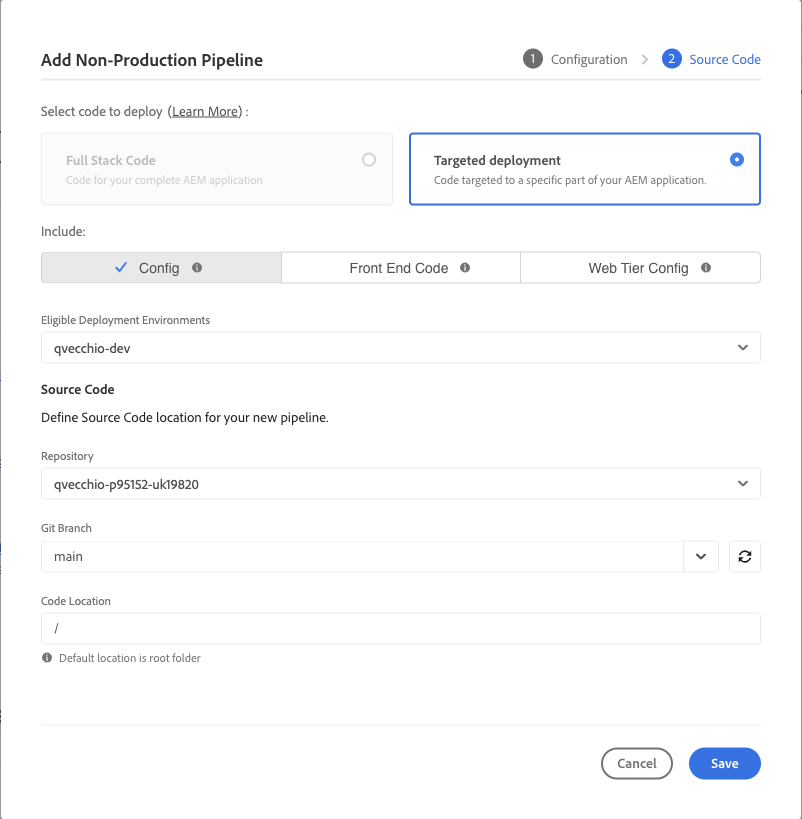 Add Non-Production Pipeline
1 Configuration
2 Source Code
Select code to deploy (Learn More) :
Full Stack Code
Code for your complete AEM application
Targeted deployment
Code targeted to a specific part of your AEM application.
Include:
Config
Front End Code
Web Tier Config
Eligible Deployment Environments
qvecchio-dev
Source Code
Define Source Code location for your new pipeline.
Repository
qvecchio-p95152-uk19820
Git Branch
main
Code Location
/
Default location is root folder
Cancel
Save